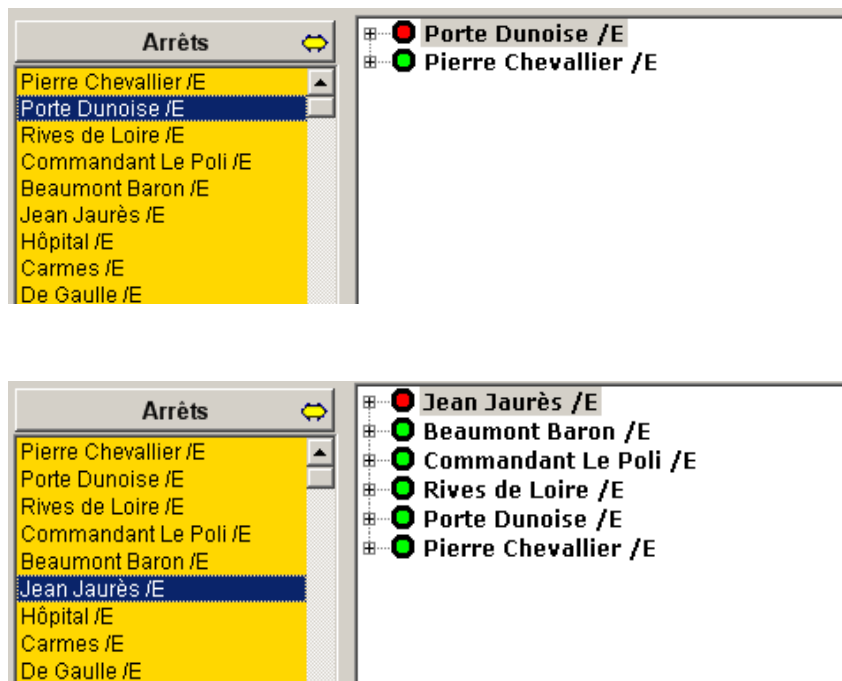 Arrêts
Pierre Chevallier /E
Porte Dunoise /E
Rives de Loire /E
Commandant Le Poli /E
Beaumont Baron /E
Jean Jaurès /E
Hôpital /E
Carmes /E
De Gaulle /E
Porte Dunoise /E
Pierre Chevallier /E
Arrêts
Pierre Chevallier /E
Porte Dunoise /E
Rives de Loire /E
Commandant Le Poli /E
Beaumont Baron /E
Jean Jaurès /E
Hôpital /E
Carmes /E
De Gaulle /E
Jean Jaurès /E
Beaumont Baron /E
Commandant Le Poli /E
Rives de Loire /E
Porte Dunoise /E
Pierre Chevallier /E